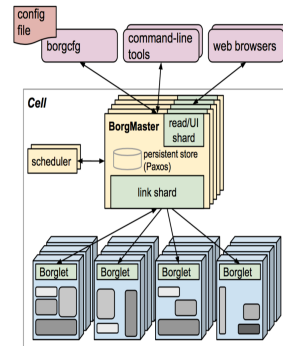 config
file
borgcfg
command-line
tools
web browsers
Cell
BorgMaster
read/UI
shard
persistent store
(Paxos)
scheduler
link shard
Borglet
Borglet
Borglet
Borglet